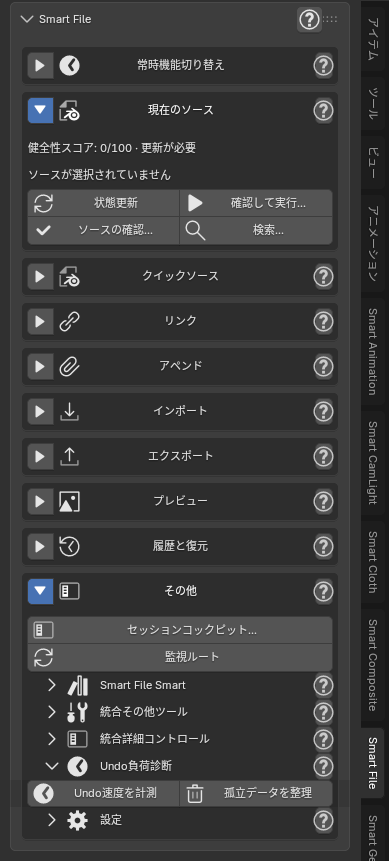 Smart File
常時機能切り替え
現在のソース
健全性スコア: 0/100 · 更新が必要
ソースが選択されていません
状態更新
確認して実行...
ソースの確認...
検索...
クイックソース
リンク
アペンド
インポート
エクスポート
プレビュー
履歴と復元
その他
セッションコックピット...
監視ルート
Smart File Smart
統合その他ツール
統合詳細コントロール
Undo負荷診断
Undo速度を計測
孤立データを整理
設定
アイテム
ツール
ビュー
アニメーション
Smart Animation
Smart CamLight
Smart Cloth
Smart Composite
Smart File